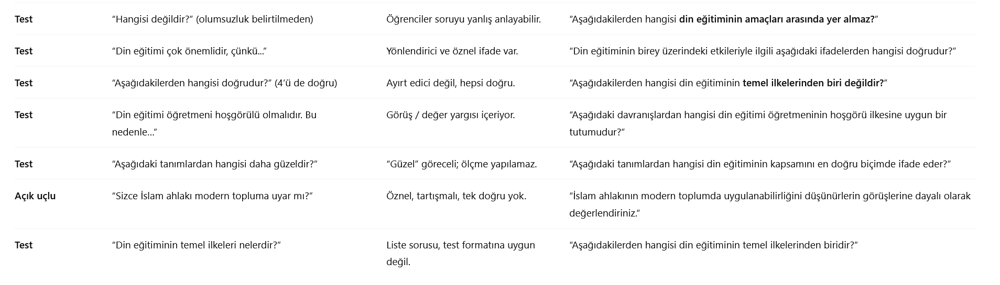 Test “Hangisi değildir?” (olumsuzluk belirtilmeden) Öğrenciler soruyu yanlış anlayabilir. “Aşağıdakilerden hangisi din eğitiminin amaçları arasında yer almaz?”
Test “Din eğitimi çok önemlidir, çünkü...” Yönlendirici ve öznel ifade var. “Din eğitiminin birey üzerindeki etkileriyle ilgili aşağıdaki ifadelerden hangisi doğrudur?”
Test “Aşağıdakilerden hangisi doğrudur?” (4’ü de doğru) Ayırt edici değil, hepsi doğru. “Aşağıdakilerden hangisi din eğitiminin temel ilkelerinden biri değildir?”
Test “Din eğitimi öğretmeni hoşgörülü olmalıdır. Bu Görüş / değer yargısı içeriyor. “Aşağıdaki davranışlardan hangisi din eğitimi öğretmeninin hoşgörü ilkesine uygun bir
nedenle...” tutumudur?”
Test “Aşağıdaki tanımlardan hangisi daha güzeldir?” “Güzel” göreceli; ölçme yapılamaz. “Aşağıdaki tanımlardan hangisi din eğitiminin kapsamını en doğru biçimde ifade eder?”
Açık uçlu “Sizce İslam ahlakı modern topluma uyar mı?” Öznel, tartışmalı, tek doğru yok. “İslam ahlakının modern toplumda uygulanabilirliğini düşünürlerin görüşlerine dayalı olarak
değerlendiriniz.”
Test “Din eğitiminin temel ilkeleri nelerdir?” Liste sorusu, test formatına uygun “Aşağıdakilerden hangisi din eğitiminin temel ilkelerinden biridir?”
değil.